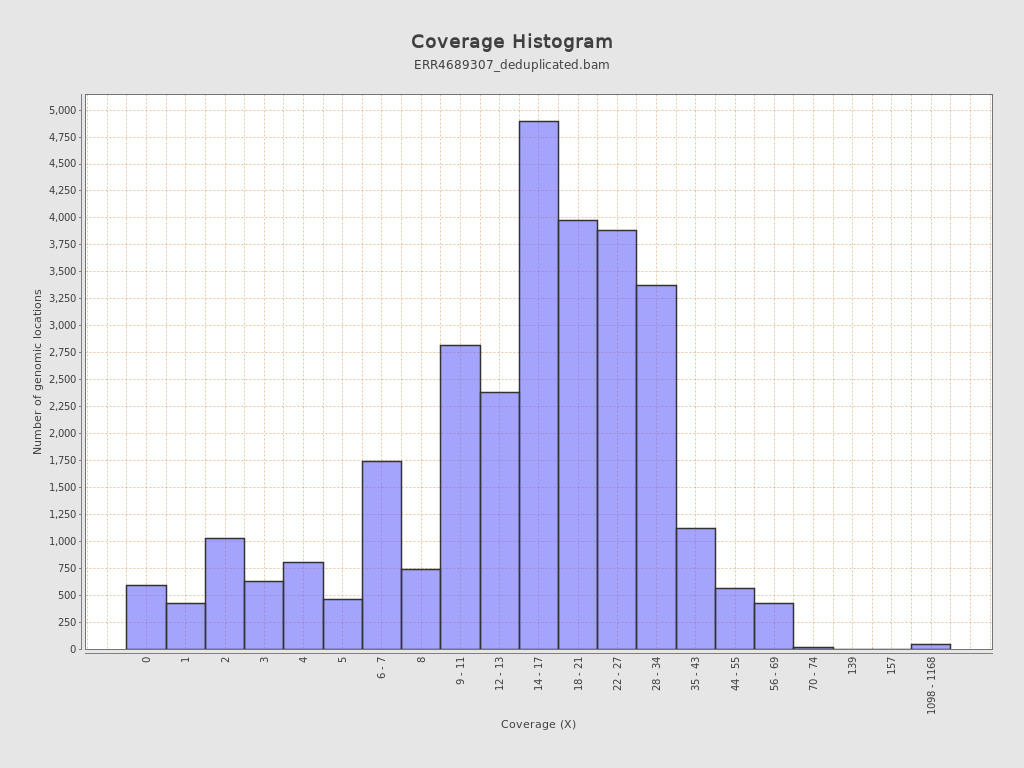 Coverage Histogram
ERR4689307_deduplicated.bam
Number of genomic locations
5,000
4,750
4,500
4,250
4,000
3,750
3,500
3,250
3,000
2,750
2,500
2,250
2,000
1,750
1,500
1,250
1,000
750
500
250
0
0
1
2
3
4
5
6 - 7
8
9 - 11
12 - 13
14 - 17
18 - 21
22 - 27
28 - 34
35 - 43
44 - 55
56 - 69
70 - 74
139
157
1098 - 1168
Coverage (X)